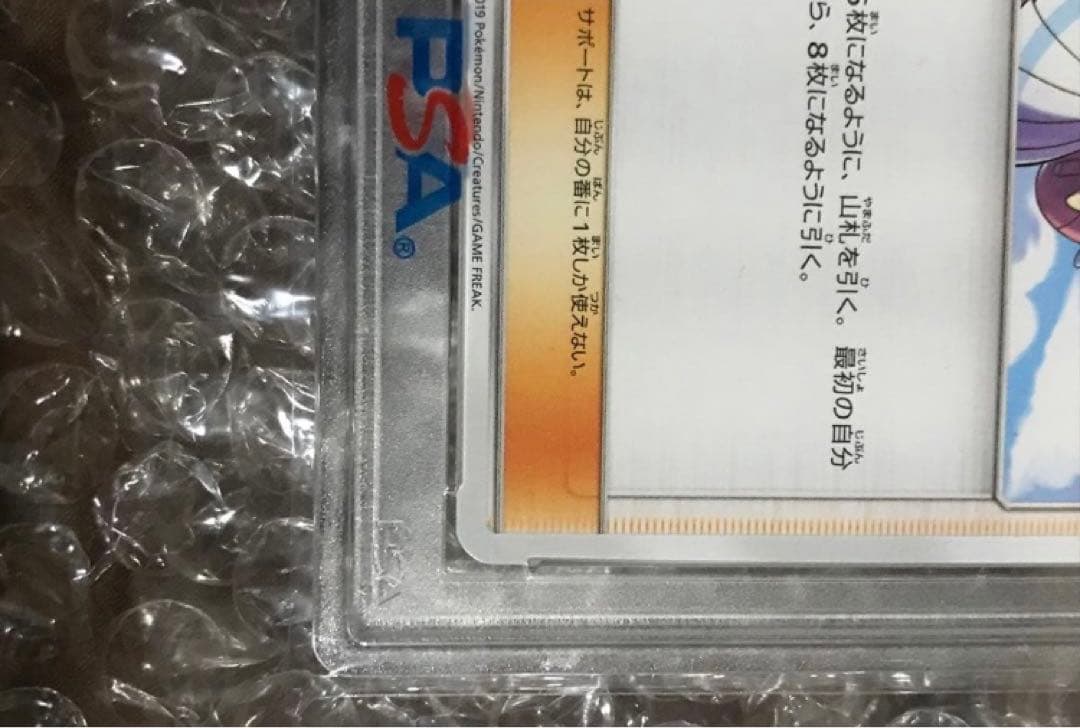 枚になるように、山札を引く。最初の自分
ら、8枚になるように引く。
サポートは、自分の番に1枚しか使えない。
019 Pokémon/Nintendo/Creatures/GAME FREAK.
PSA®
PSA